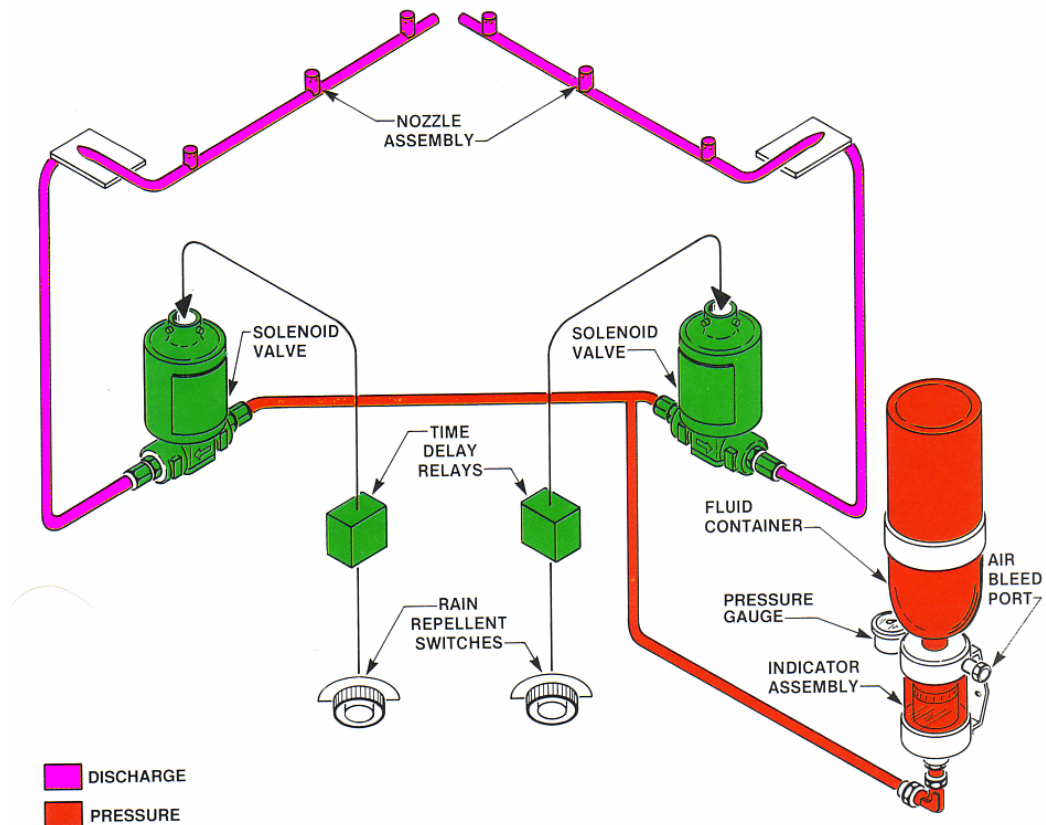 NOZZLE
ASSEMBLY
SOLENOID
VALVE
SOLENOID
VALVE
TIME
DELAY
RELAYS
FLUID
CONTAINER
AIR
BLEED
PORT
PRESSURE
GAUGE
RAIN
REPELLENT
SWITCHES
INDICATOR
ASSEMBLY
DISCHARGE
PRESSURE